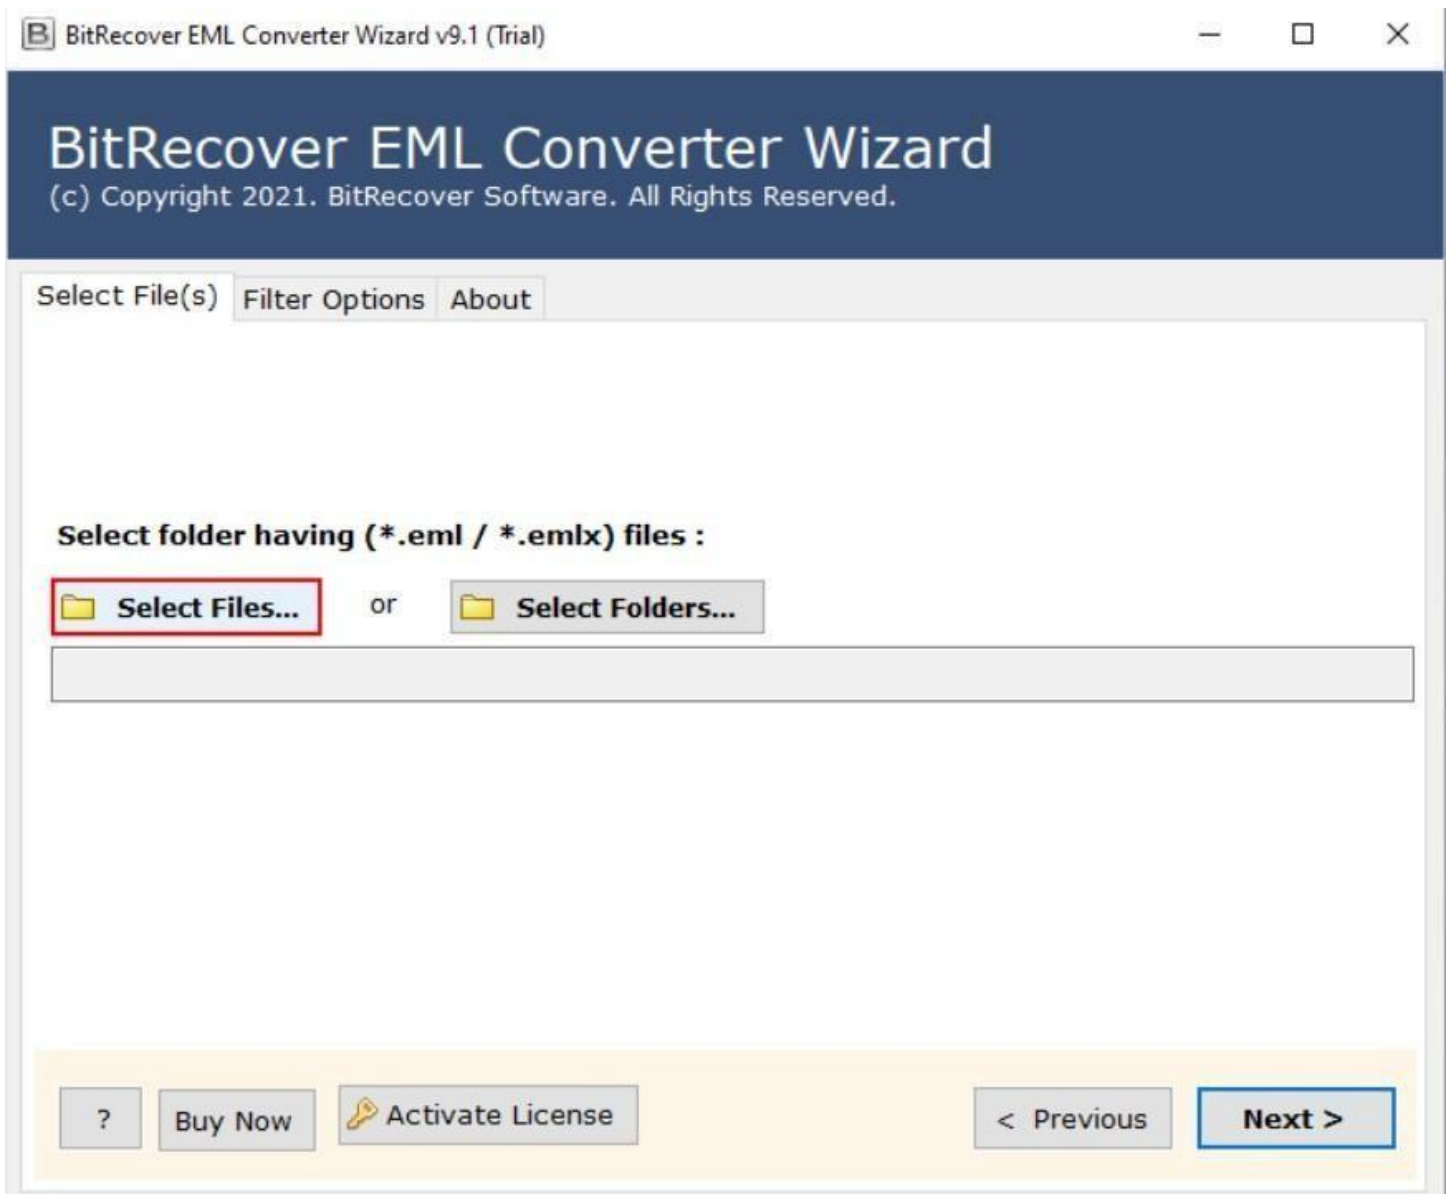 BitRecover EML Converter Wizard v9.1 (Trial)
BitRecover EML Converter Wizard
(c) Copyright 2021. BitRecover Software. All Rights Reserved.
Select File(s) Filter Options About
Select folder having (*.eml / *.emlx) files :
Select Files... or Select Folders...
? Buy Now Activate License < Previous Next >